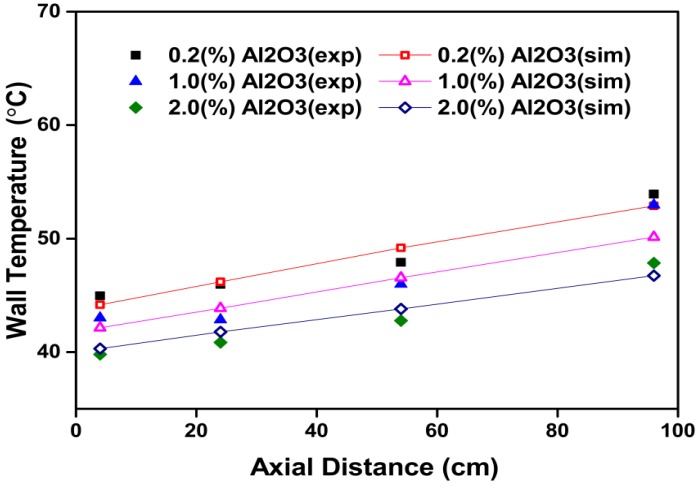 70
60
50
40
0
20
40
60
80
100
Wall Temperature (°C)
Axial Distance (cm)
0.2(%) Al2O3(exp)
0.2(%) Al2O3(sim)
1.0(%) Al2O3(exp)
1.0(%) Al2O3(sim)
2.0(%) Al2O3(exp)
2.0(%) Al2O3(sim)